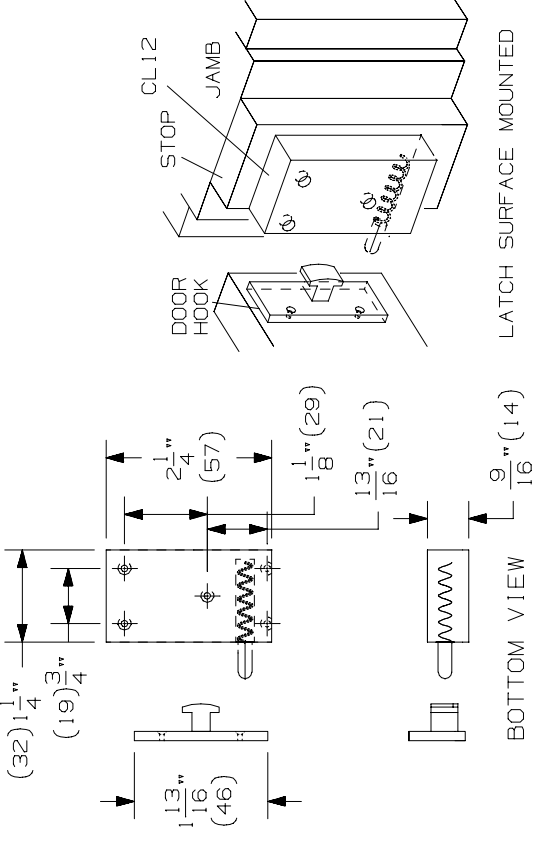 STOP
CL12
JAMB
DOOR
HOOK
LATCH SURFACE MOUNTED
2 1/4" (57)
1 1/8" (29)
13/16" (21)
(32) 1 1/4"
(19) 3/4"
1 13/16" (46)
9/16" (14)
BOTTOM VIEW